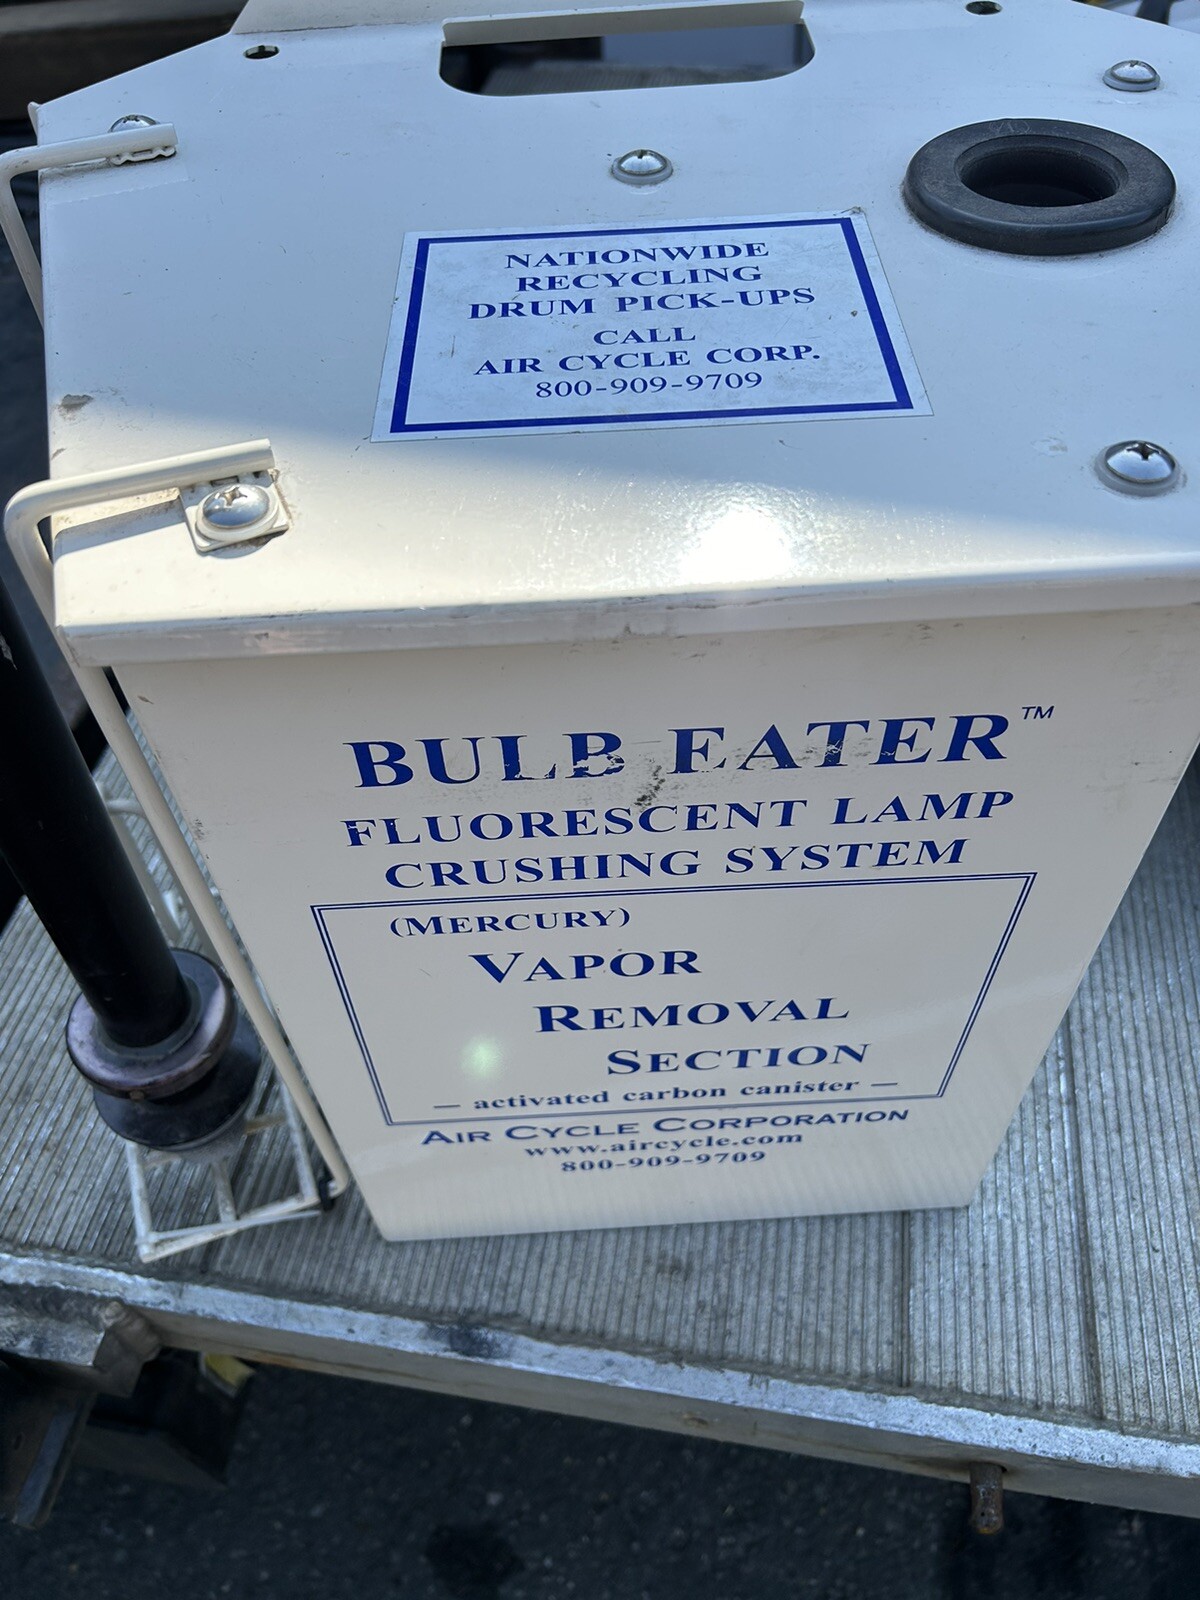 NATIONWIDE
RECYCLING
DRUM PICK-UPS
CALL
AIR CYCLE CORP.
800-909-9709
BULB EATER™
FLUORESCENT LAMP
CRUSHING SYSTEM
(MERCURY)
VAPOR
REMOVAL
SECTION
— activated carbon canister —
AIR CYCLE CORPORATION
www.aircycle.com
800-909-9709